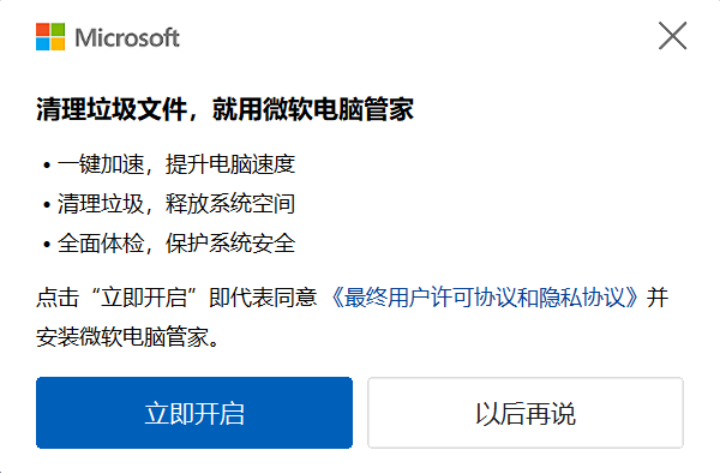 Microsoft
清理垃圾文件，就用微软电脑管家
• 一键加速，提升电脑速度
• 清理垃圾，释放系统空间
• 全面体检，保护系统安全
点击“立即开启”即代表同意《最终用户许可协议和隐私协议》并
安装微软电脑管家。
立即开启
以后再说